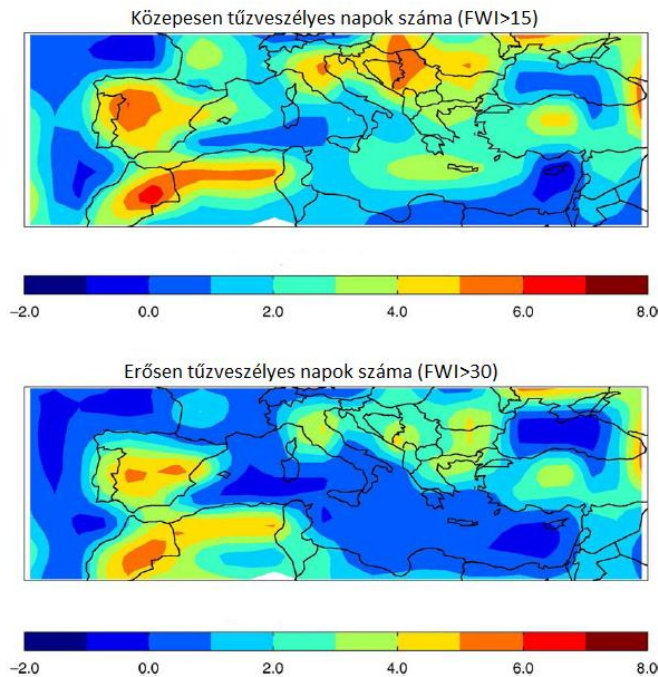 Közepesen tűzveszélyes napok száma (FWI>15)
−2.0 0.0 2.0 4.0 6.0 8.0
Erősen tűzveszélyes napok száma (FWI>30)
−2.0 0.0 2.0 4.0 6.0 8.0